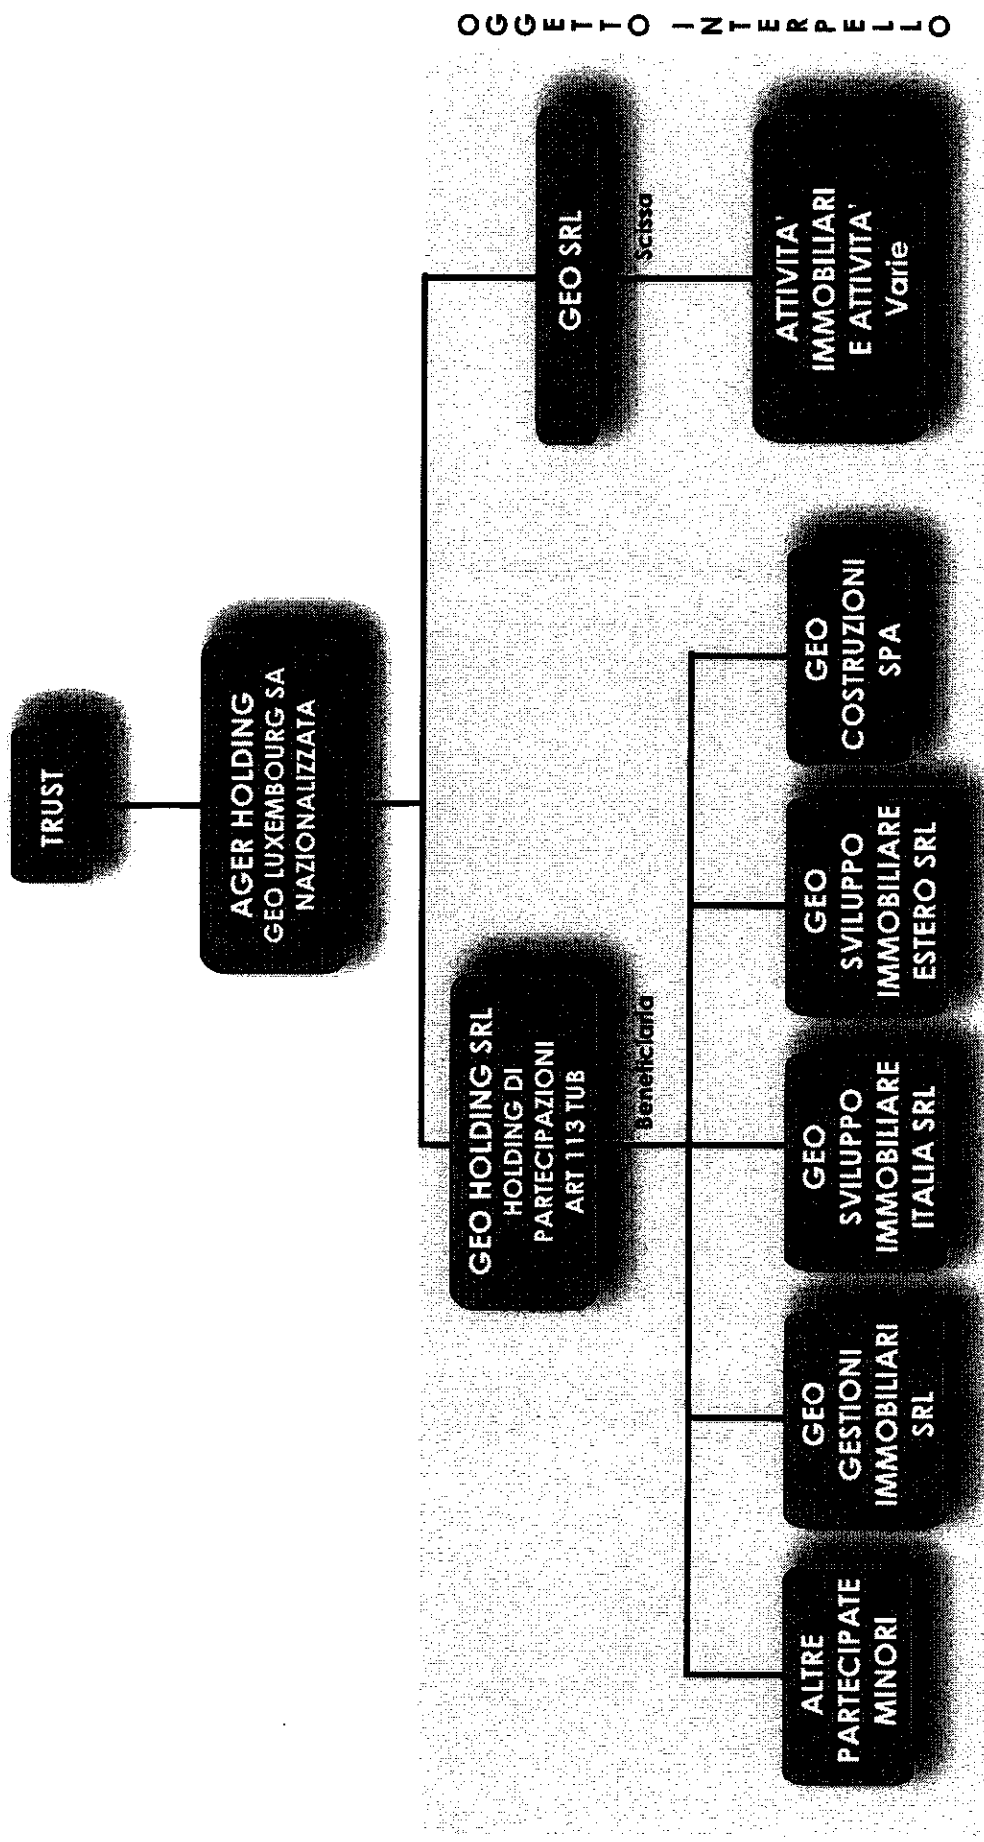 TRUST
AGER HOLDING
GEO LUXEMBOURG SA
NAZIONALIZZATA
GEO HOLDING SRL
HOLDING DI
PARTECIPAZIONI
ART 113 TUB
Beneficiaria
GEO SRL
Scissa
ALTRE
PARTECIPATE
MINORI
GEO
GESTIONI
IMMOBILIARI
SRL
GEO
SVILUPPO
IMMOBILIARE
ITALIA SRL
GEO
SVILUPPO
IMMOBILIARE
ESTERO SRL
GEO
COSTRUZIONI
SPA
ATTIVITA'
IMMOBILIARI
E ATTIVITA'
Varie
OGGETTO INTERPELLO